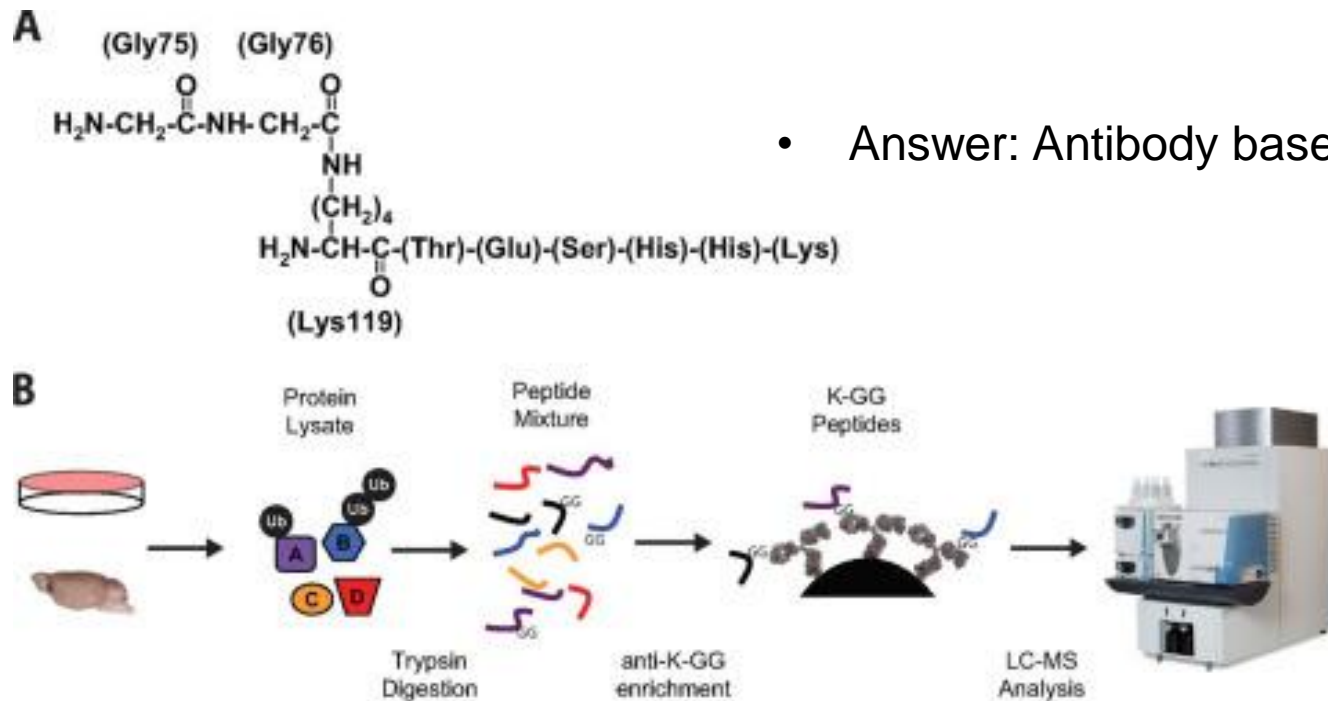 A
(Gly75) (Gly76)
O O
H₂N-CH₂-C-NH-CH₂-C
NH
(CH₂)₄
H₂N-CH-C-(Thr)-(Glu)-(Ser)-(His)-(His)-(Lys)
O
(Lys119)
• Answer: Antibody base
B
Protein
Lysate
Peptide
Mixture
K-GG
Peptides
Ub
Ub
Ub
A
B
C
D
GG
GG
GG
GG
GG
GG
Trypsin
Digestion
anti-K-GG
enrichment
LC-MS
Analysis